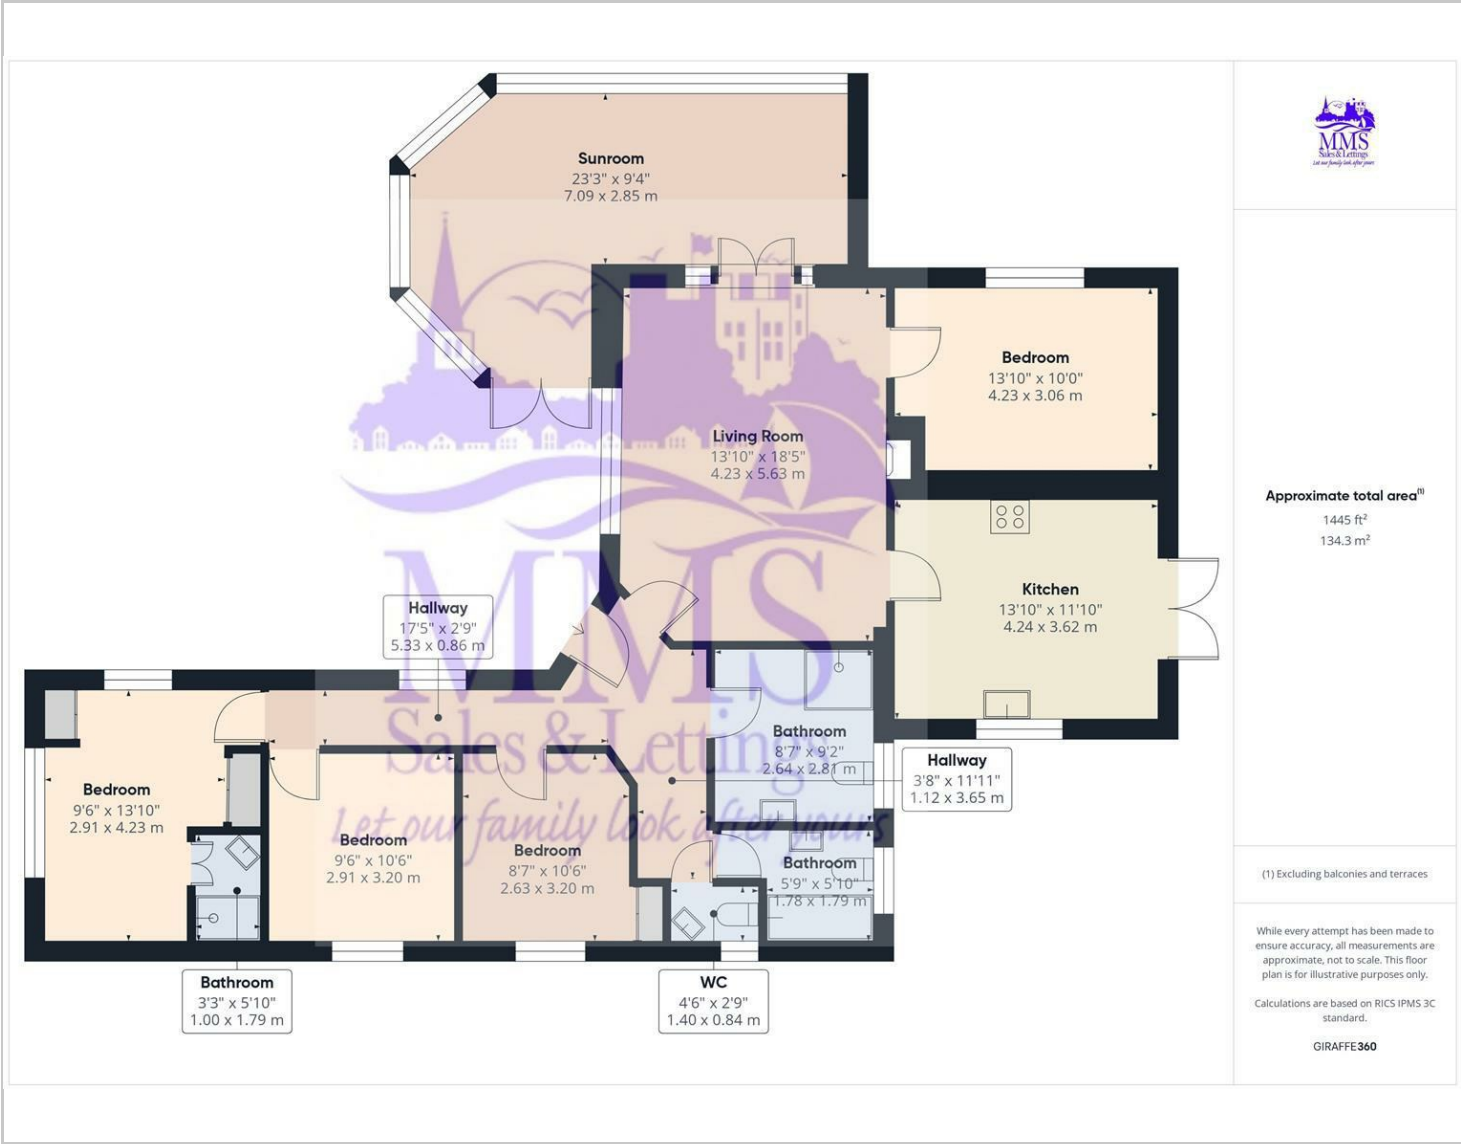 Sunroom
23'3" x 9'4"
7.09 x 2.85 m
Bedroom
13'10" x 10'0"
4.23 x 3.06 m
Living Room
13'10" x 18'5"
4.23 x 5.63 m
Kitchen
13'10" x 11'10"
4.24 x 3.62 m
Hallway
17'5" x 2'9"
5.33 x 0.86 m
Bathroom
8'7" x 9'2"
2.64 x 2.81 m
Hallway
3'8" x 11'11"
1.12 x 3.65 m
Bedroom
9'6" x 13'10"
2.91 x 4.23 m
Bedroom
9'6" x 10'6"
2.91 x 3.20 m
Bedroom
8'7" x 10'6"
2.63 x 3.20 m
Bathroom
5'9" x 5'10"
1.78 x 1.79 m
Bathroom
3'3" x 5'10"
1.00 x 1.79 m
WC
4'6" x 2'9"
1.40 x 0.84 m
MMS
Sales & Lettings
Let our family look after yours
MMS
Sales & Lettings
Let our family look after yours
Approximate total area(1)
1445 ft²
134.3 m²
(1) Excluding balconies and terraces
While every attempt has been made to
ensure accuracy, all measurements are
approximate, not to scale. This floor
plan is for illustrative purposes only.
Calculations are based on RICS IPMS 3C
standard.
GIRAFFE360